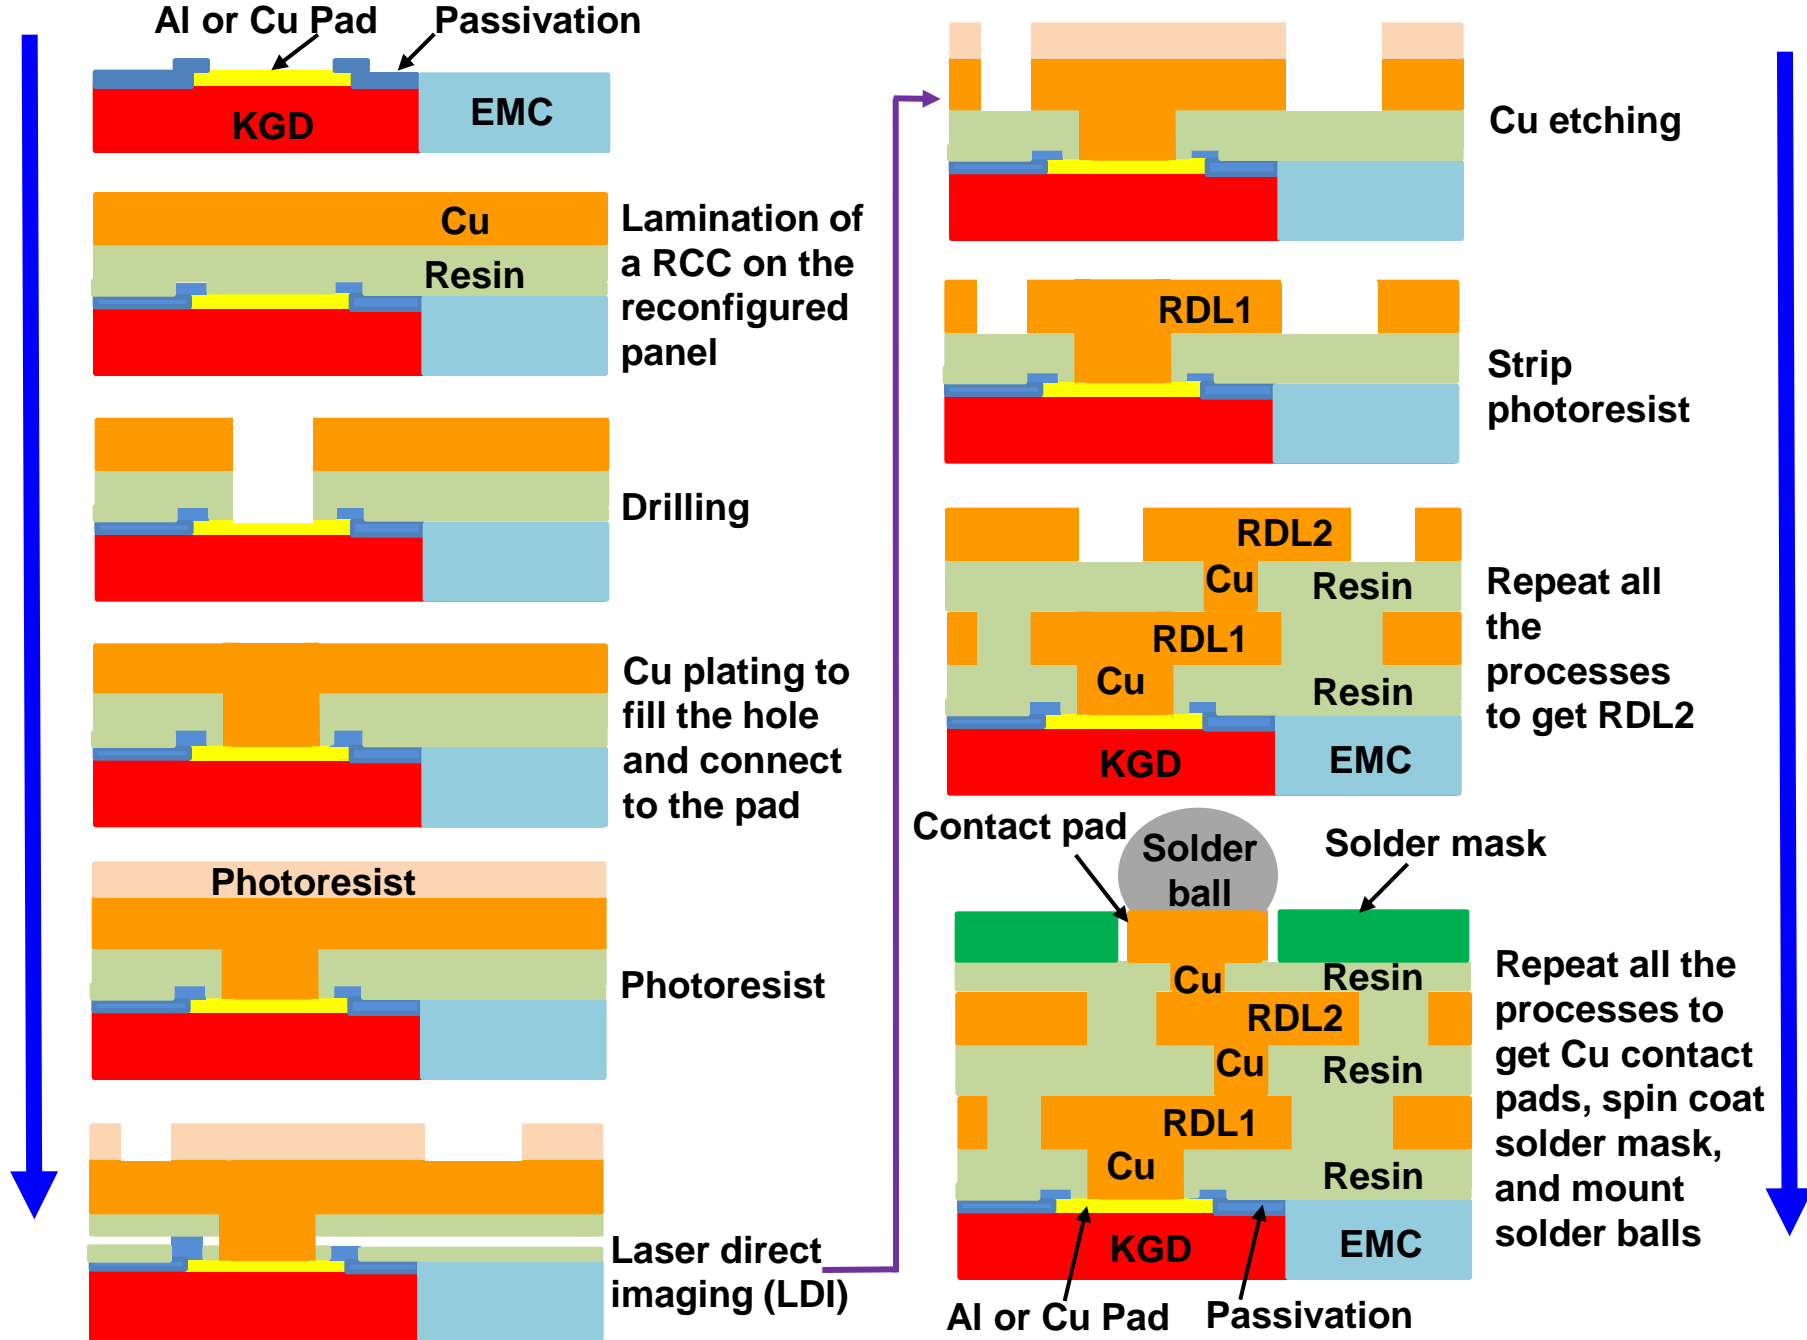 Al or Cu Pad
Passivation
KGD
EMC
Cu
Resin
Lamination of
a RCC on the
reconfigured
panel
Drilling
Cu plating to
fill the hole
and connect
to the pad
Photoresist
Photoresist
Laser direct
imaging (LDI)
Cu etching
RDL1
Strip
photoresist
RDL2
Cu
Resin
RDL1
Cu
Resin
KGD
EMC
Repeat all
the
processes
to get RDL2
Contact pad
Solder
ball
Solder mask
Cu
Resin
RDL2
Cu
Resin
RDL1
Cu
Resin
KGD
EMC
Al or Cu Pad
Passivation
Repeat all the
processes to
get Cu contact
pads, spin coat
solder mask,
and mount
solder balls